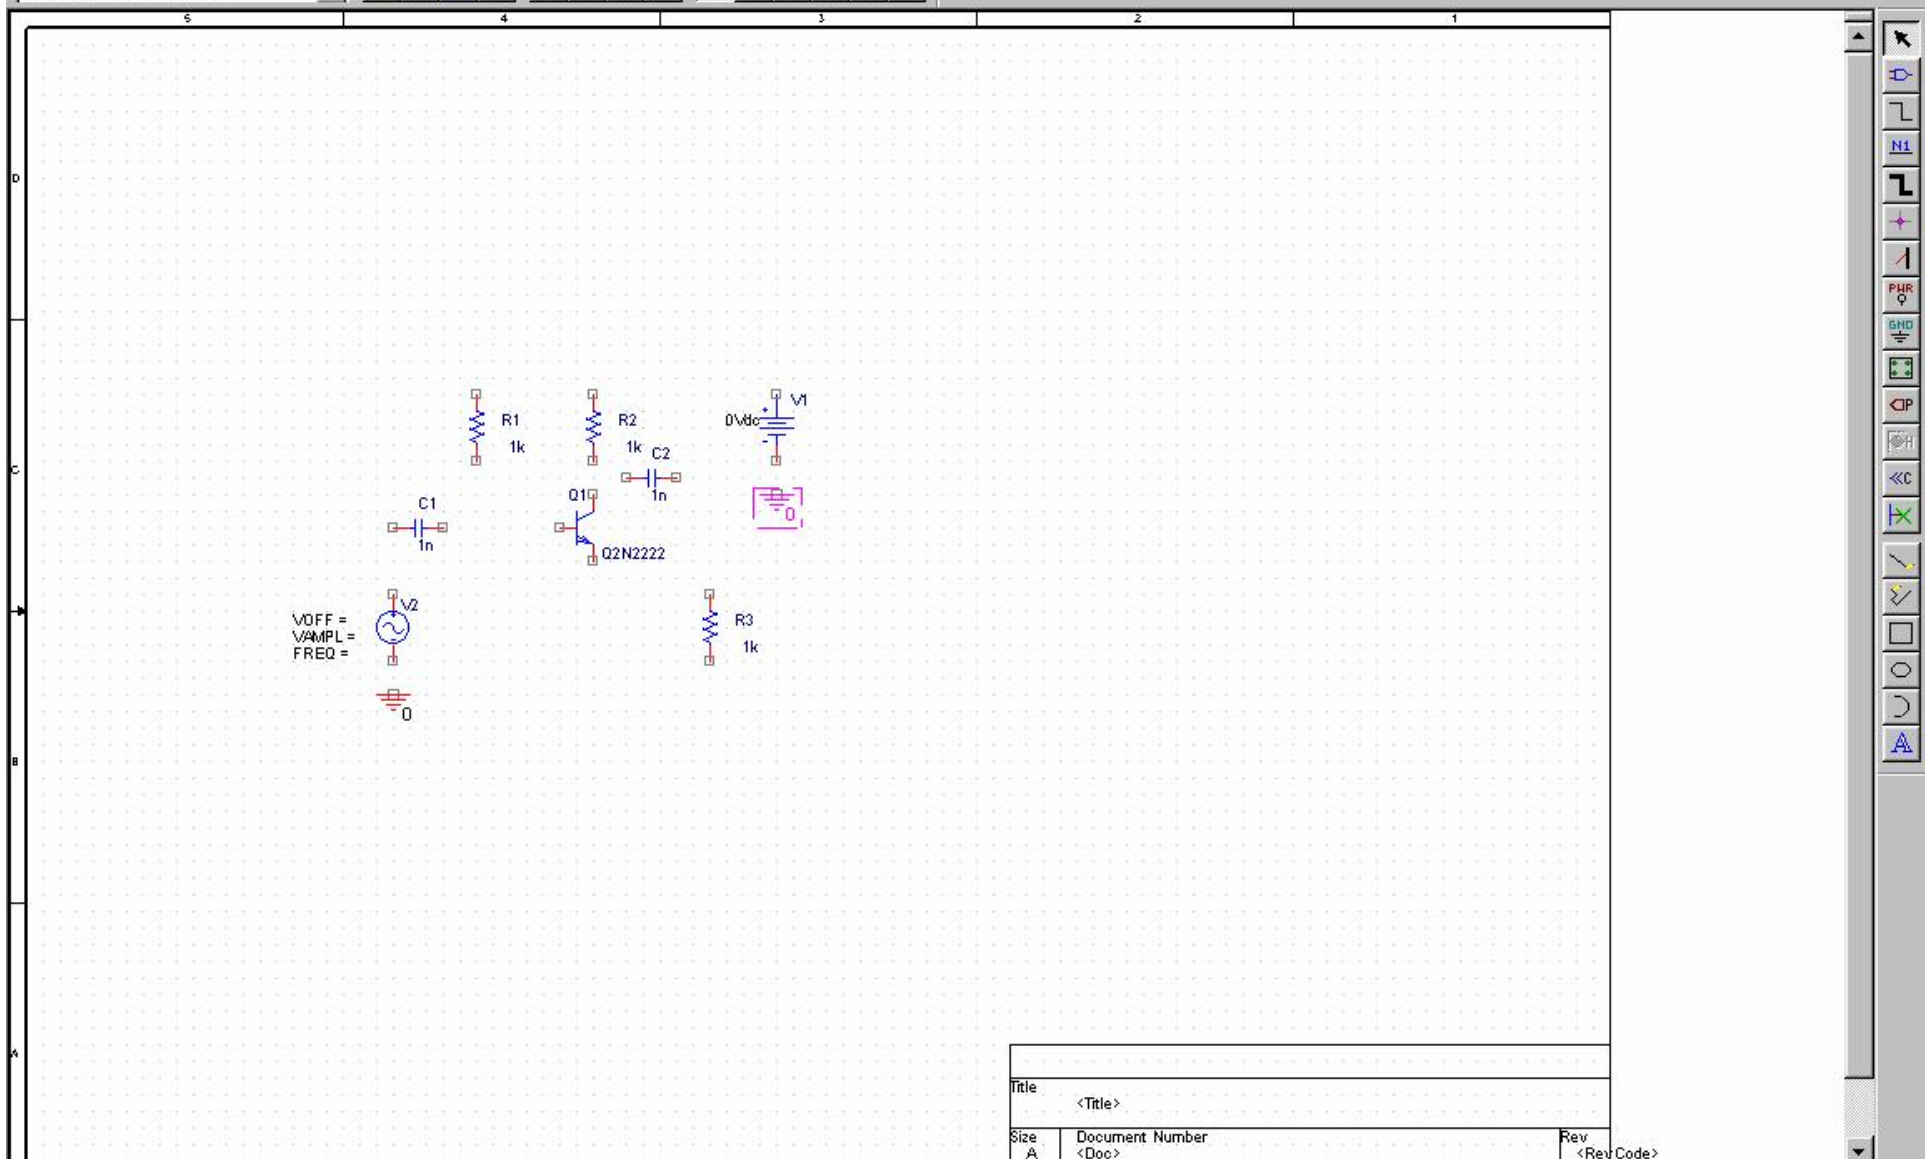 5 4 3 2 1
D
C
B
A
R1
1k
R2
1k
V1
0Vdc
C2
1n
C1
1n
Q1
Q2N2222
0
V2
VOFF =
VAMPL =
FREQ =
R3
1k
0
N1
PWR
GND
P
H
<<C
A
Title
<Title>
Size
A
Document Number
<Doc>
Rev
<RevCode>